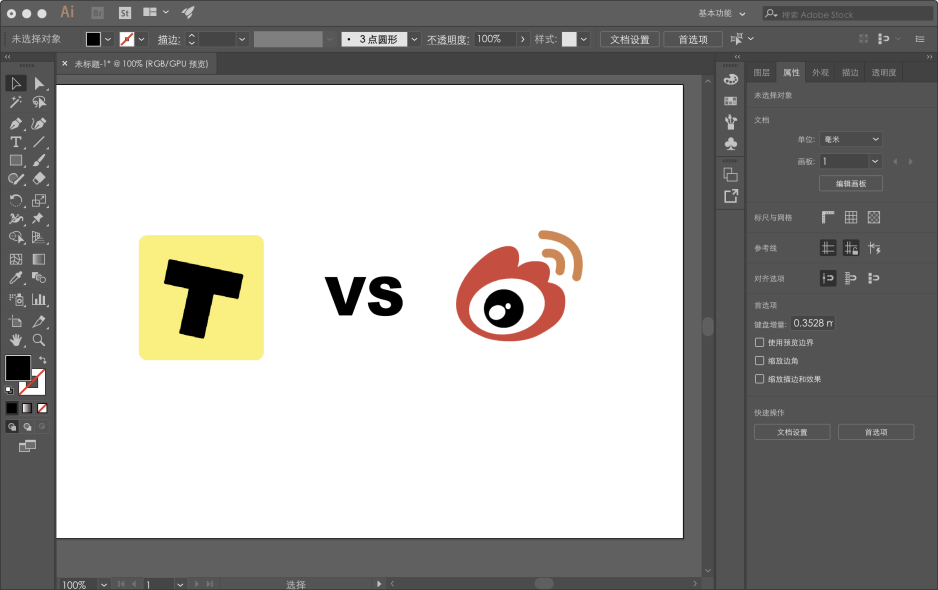 Ai Br St 基本功能 搜索 Adobe Stock
未选择对象 描边: 3 点圆形 不透明度: 100% 样式: 文档设置 首选项
× 未标题-1* @ 100% (RGB/GPU 预览)
图层 属性 外观 描边 透明度
未选择对象
文档
单位: 毫米
画板: 1
编辑画板
标尺与网格
参考线
对齐选项
首选项
键盘增量: 0.3528 m
使用预览边界
缩放边角
缩放描边和效果
快速操作
文档设置 首选项
T VS
100% 1 选择